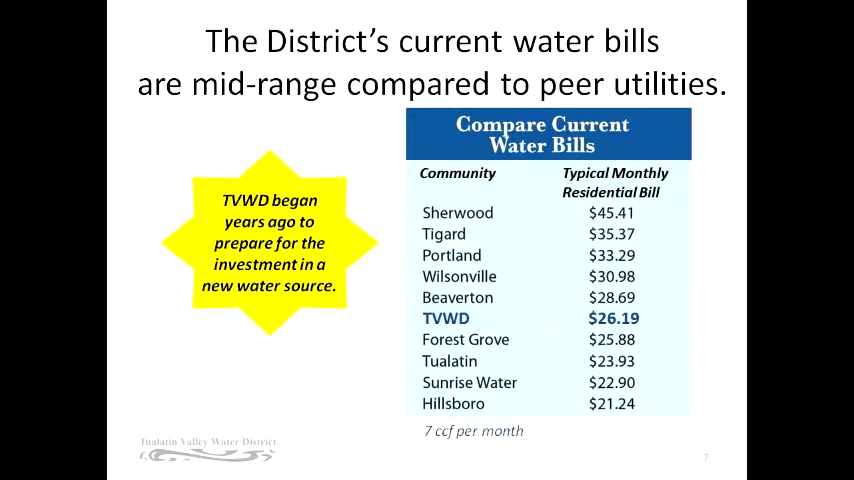 The District's current water bills
are mid-range compared to peer utilities.
TVWD began
years ago to
prepare for the
investment in a
new water source.
Compare Current
Water Bills
Community Typical Monthly
Residential Bill
Sherwood $45.41
Tigard $35.37
Portland $33.29
Wilsonville $30.98
Beaverton $28.69
TVWD $26.19
Forest Grove $25.88
Tualatin $23.93
Sunrise Water $22.90
Hillsboro $21.24
7 ccf per month
Tualatin Valley Water District
7